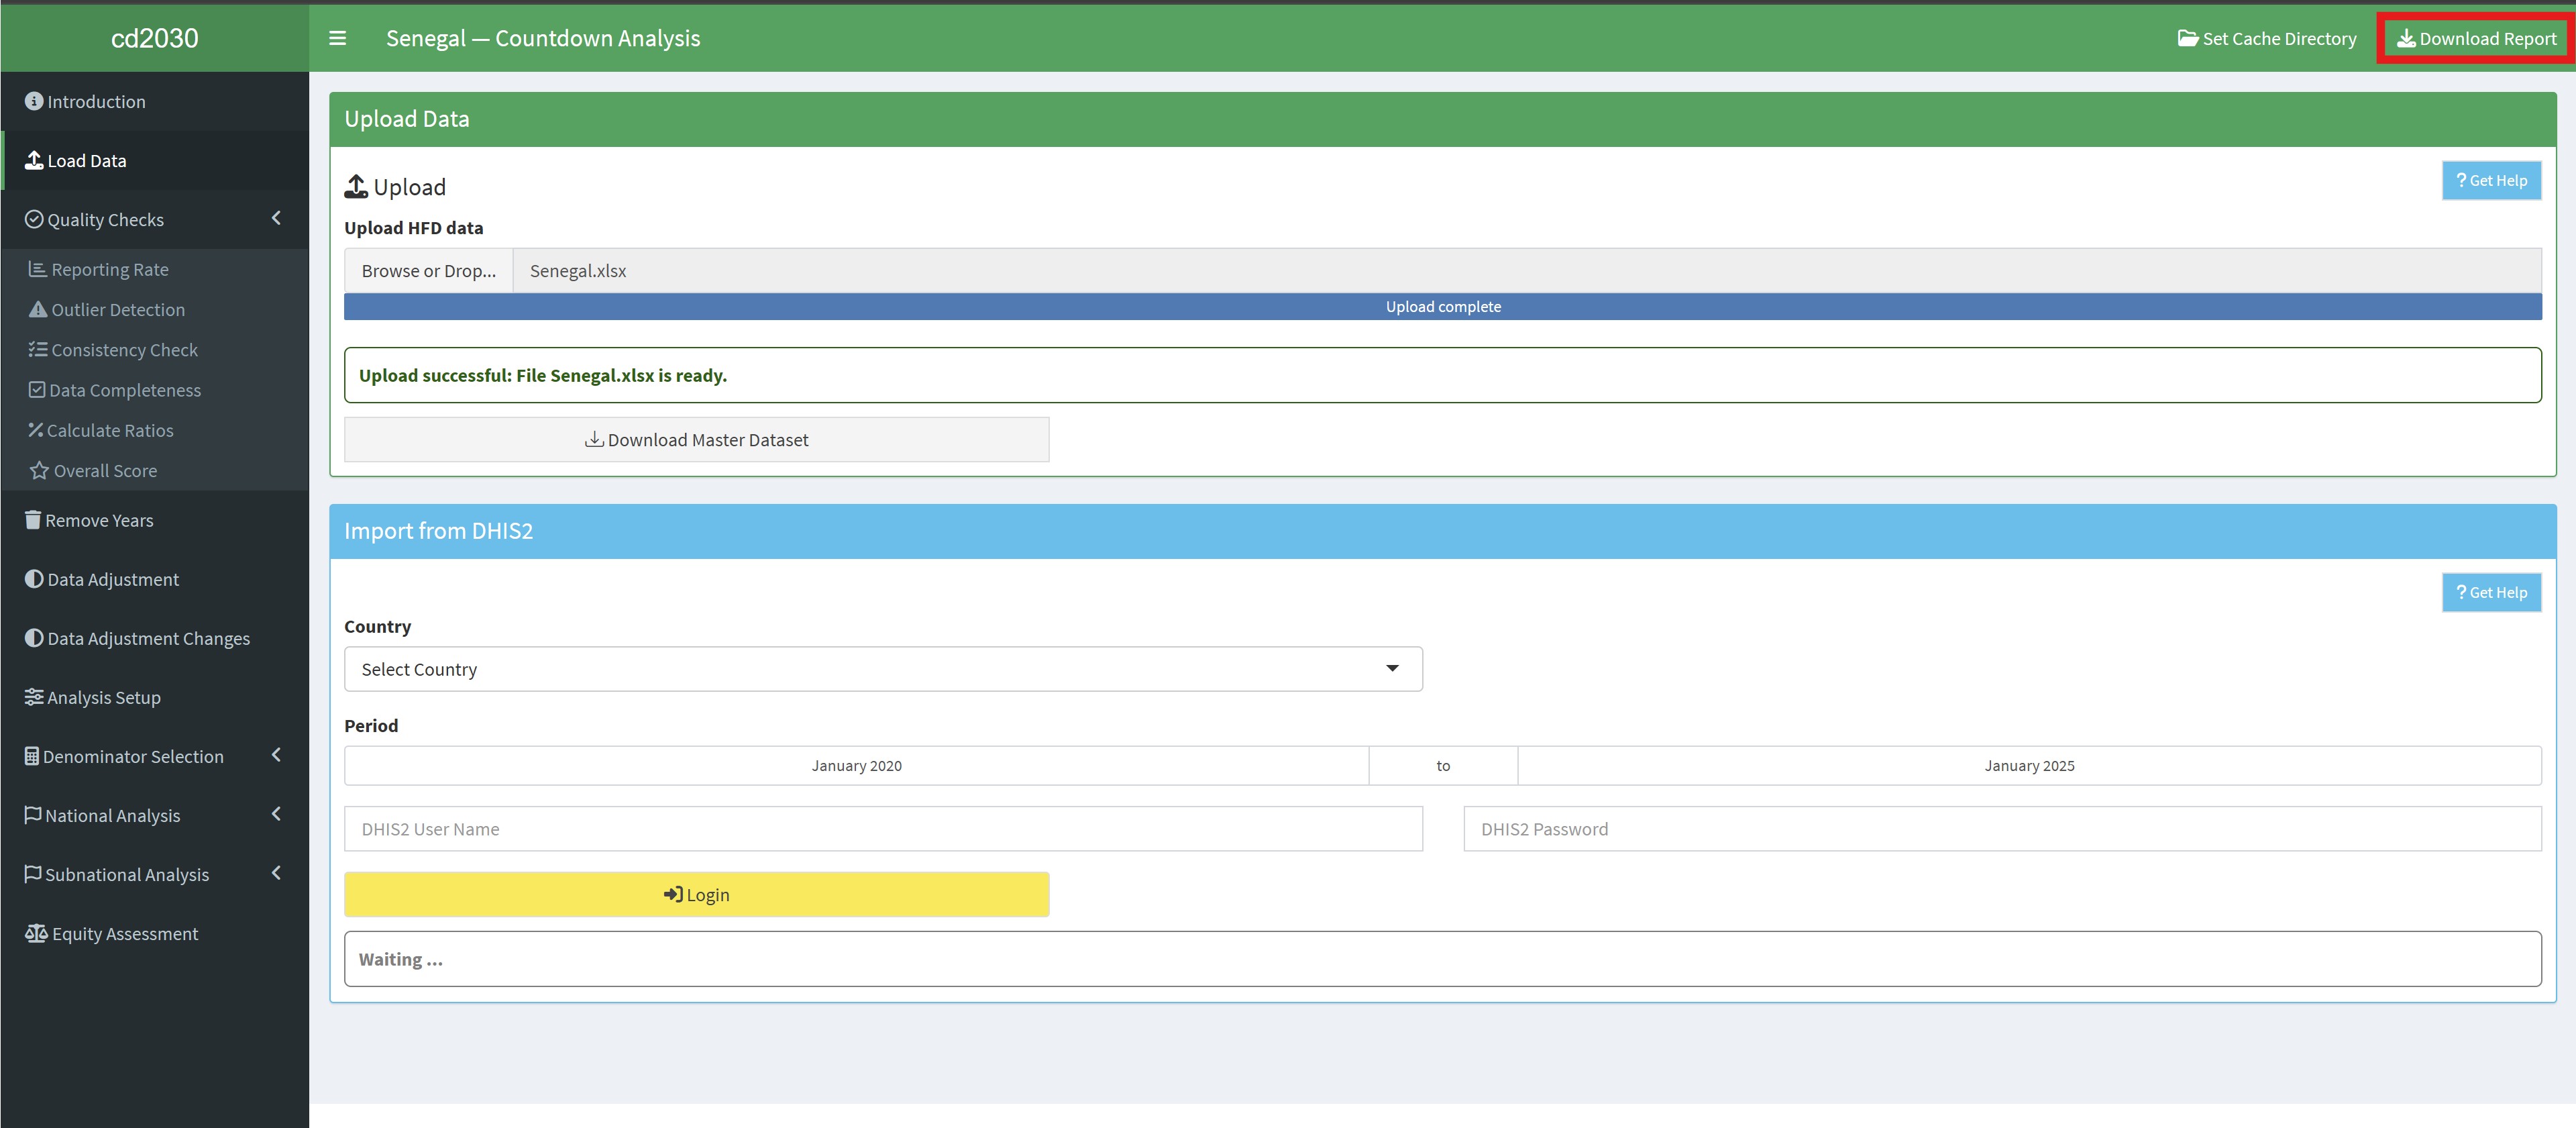 cd2030
Senegal — Countdown Analysis
Set Cache Directory
Download Report
Introduction
Load Data
Quality Checks
Reporting Rate
Outlier Detection
Consistency Check
Data Completeness
Calculate Ratios
Overall Score
Remove Years
Data Adjustment
Data Adjustment Changes
Analysis Setup
Denominator Selection
National Analysis
Subnational Analysis
Equity Assessment
Upload Data
Upload
? Get Help
Upload HFD data
Browse or Drop... Senegal.xlsx
Upload complete
Upload successful: File Senegal.xlsx is ready.
Download Master Dataset
Import from DHIS2
? Get Help
Country
Select Country
Period
January 2020 to January 2025
DHIS2 User Name DHIS2 Password
Login
Waiting ...